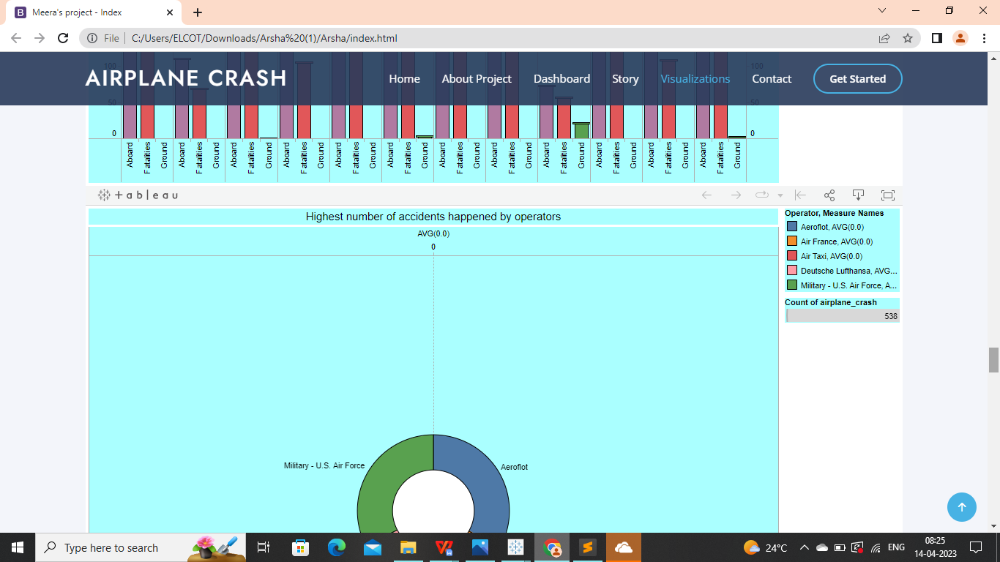 Meera's project - Index
File
C:/Users/ELCOT/Downloads/Arsha%20(1)/Arsha/index.html
AIRPLANE CRASH
Home
About Project
Dashboard
Story
Visualizations
Contact
Get Started
100
100
50
50
0
0
Aboard
Fatalities
Ground
Aboard
Fatalities
Ground
Aboard
Fatalities
Ground
Aboard
Fatalities
Ground
Aboard
Fatalities
Ground
Aboard
Fatalities
Ground
Aboard
Fatalities
Ground
Aboard
Fatalities
Ground
Aboard
Fatalities
Ground
Aboard
Fatalities
Ground
Aboard
Fatalities
Ground
Aboard
Fatalities
Ground
+ableau
Highest number of accidents happened by operators
AVG(0.0)
0
Operator, Measure Names
Aeroflot, AVG(0.0)
Air France, AVG(0.0)
Air Taxi, AVG(0.0)
Deutsche Lufthansa, AVG...
Military - U.S. Air Force, A...
Count of airplane_crash
538
Military - U.S. Air Force
Aeroflot
Type here to search
24°C
ENG
08:25
14-04-2023